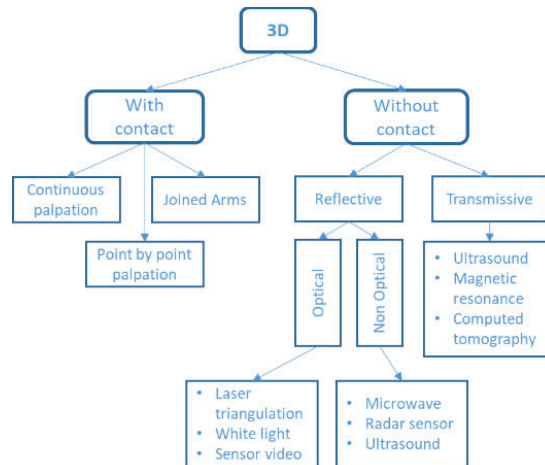 3D
With
contact
Without
contact
Continuous
palpation
Joined Arms
Point by point
palpation
Reflective
Transmissive
Optical
Non Optical
• Ultrasound
• Magnetic
resonance
• Computed
tomography
• Laser
triangulation
• White light
• Sensor video
• Microwave
• Radar sensor
• Ultrasound